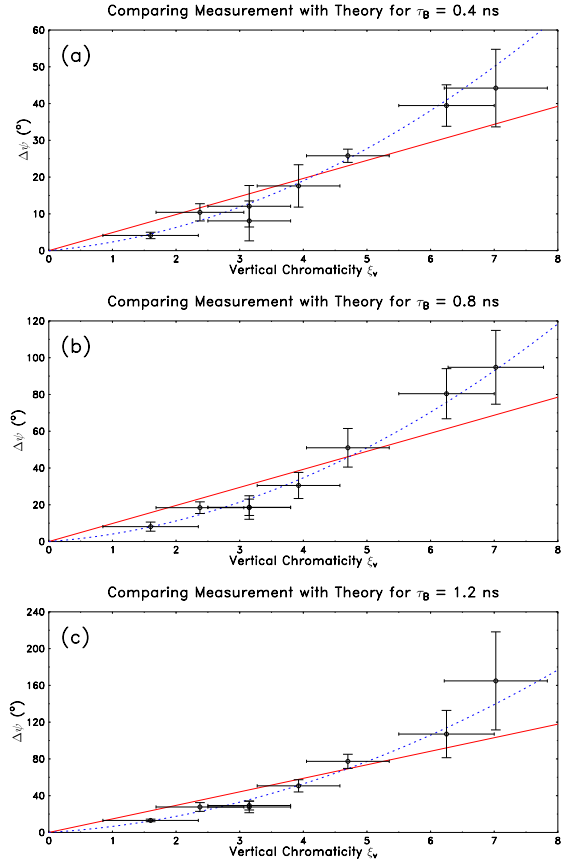 Comparing Measurement with Theory for τB = 0.4 ns
(a)
60
50
40
30
20
10
0
Δψ (°)
0 1 2 3 4 5 6 7 8
Vertical Chromaticity ξv
Comparing Measurement with Theory for τB = 0.8 ns
(b)
120
100
80
60
40
20
0
Δψ (°)
0 1 2 3 4 5 6 7 8
Vertical Chromaticity ξv
Comparing Measurement with Theory for τB = 1.2 ns
(c)
240
200
160
120
80
40
0
Δψ (°)
0 1 2 3 4 5 6 7 8
Vertical Chromaticity ξv